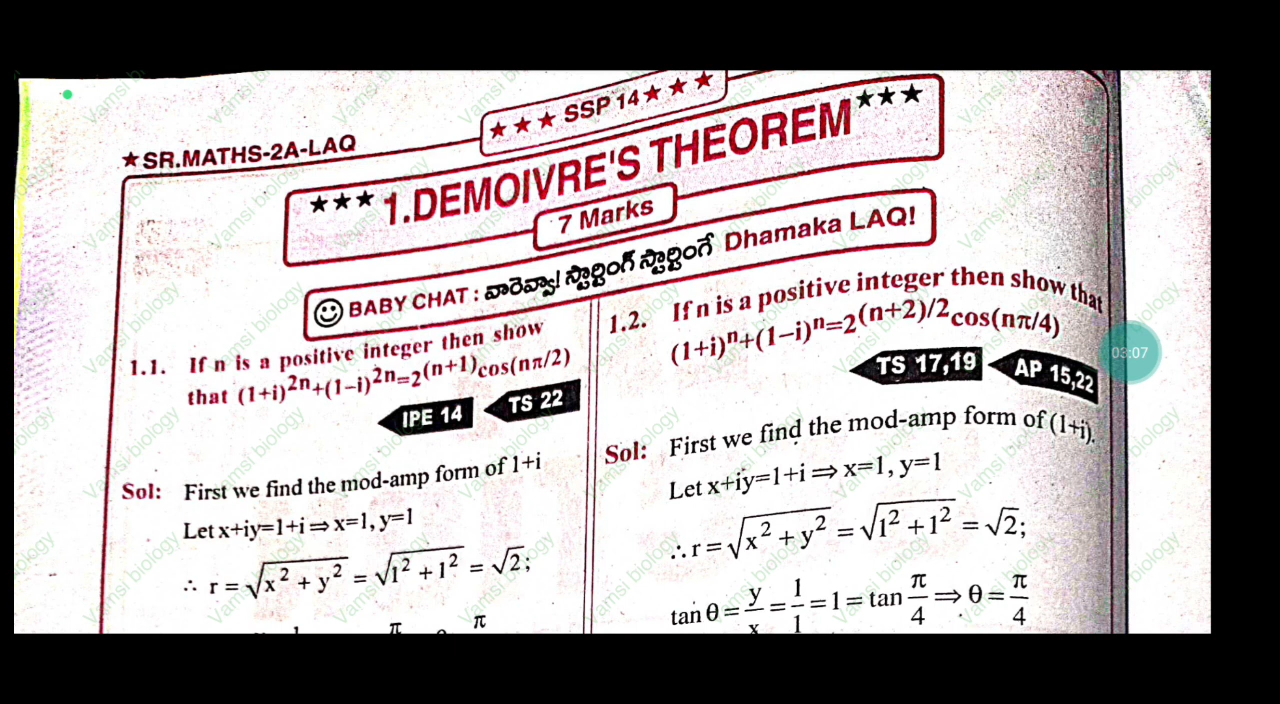 ★SR.MATHS-2A-LAQ
★ ★ ★ SSP 14 ★ ★ ★
★★★ 1.DEMOIVRE'S THEOREM ★★★
7 Marks
BABY CHAT : వారెవ్వా! స్టార్టింగ్ స్టార్టింగే Dhamaka LAQ!
1.1. If n is a positive integer then show
that (1+i)^2n+(1–i)^2n=2^(n+1)cos(nπ/2)
IPE 14 TS 22
Sol: First we find the mod-amp form of 1+i
Let x+iy=1+i⇒x=1, y=1
∴ r = √(x² + y²) = √(1² + 1²) = √2;
1.2. If n is a positive integer then show that
(1+i)^n+(1–i)^n=2^(n+2)/2 cos(nπ/4)
TS 17,19 AP 15,22
Sol: First we find the mod-amp form of (1+i).
Let x+iy=1+i⇒x=1, y=1
∴ r = √(x² + y²) = √(1² + 1²) = √2;
tan θ = y/x = 1/1 = 1 = tan π/4 ⇒ θ = π/4
03:07
Vamsi biology